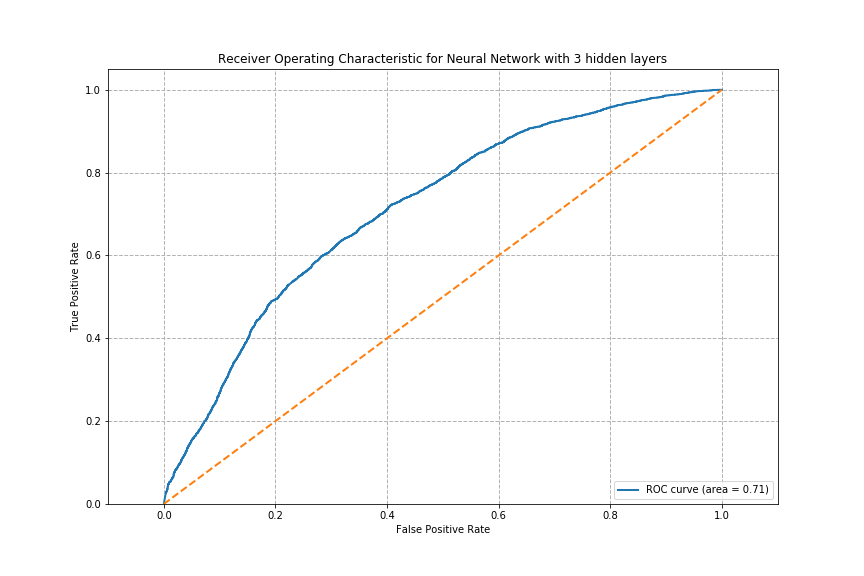 Receiver Operating Characteristic for Neural Network with 3 hidden layers
1.0
0.8
0.6
0.4
0.2
0.0
True Positive Rate
ROC curve (area = 0.71)
0.0 0.2 0.4 0.6 0.8 1.0
False Positive Rate